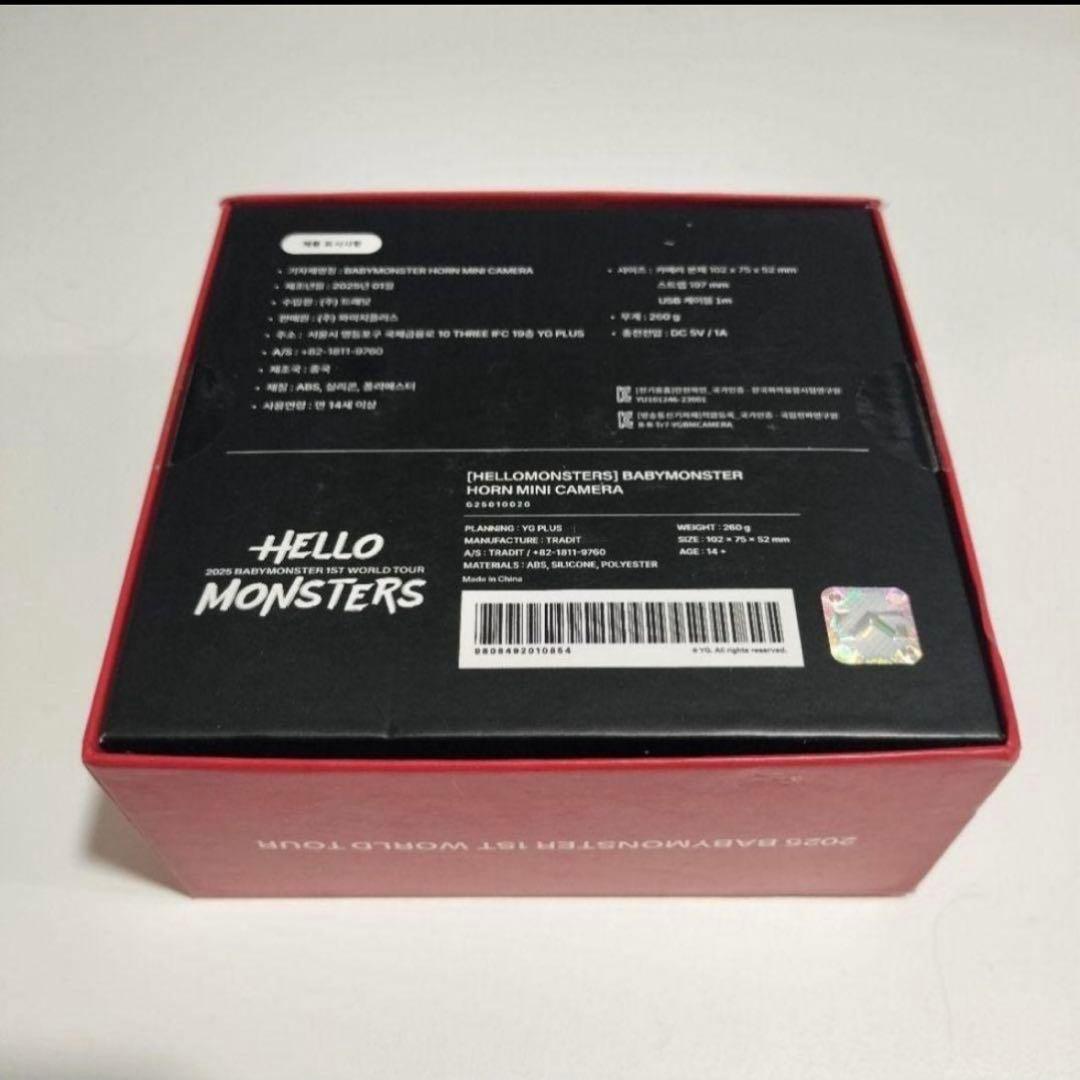 제품 표시사항
기자재명칭 : BABYMONSTER HORN MINI CAMERA
제조년월 : 2025년 01월
수입원 : (주) 트래딧
판매원 : (주) 와이지플러스
주소 : 서울시 영등포구 국제금융로 10 THREE IFC 19층 YG PLUS
A/S : +82-1811-9760
제조국 : 중국
재질 : ABS, 실리콘, 폴리에스터
사용연령 : 만 14세 이상
사이즈 : 카메라 본체 102 x 75 x 52 mm
스트랩 197 mm
USB 케이블 1m
무게 : 260 g
충전전압 : DC 5V / 1A
[HELLOMONSTERS] BABYMONSTER
HORN MINI CAMERA
G25010020
PLANNING : YG PLUS
MANUFACTURE : TRADIT
A/S : TRADIT / +82-1811-9760
MATERIALS : ABS, SILICONE, POLYESTER
Made in China
WEIGHT : 260 g
SIZE : 102 x 75 x 52 mm
AGE : 14 +
HELLO
2025 BABYMONSTER 1ST WORLD TOUR
MONSTERS
9808492010854
© YG. All rights reserved.
2025 BABYMONSTER 1ST WORLD TOUR